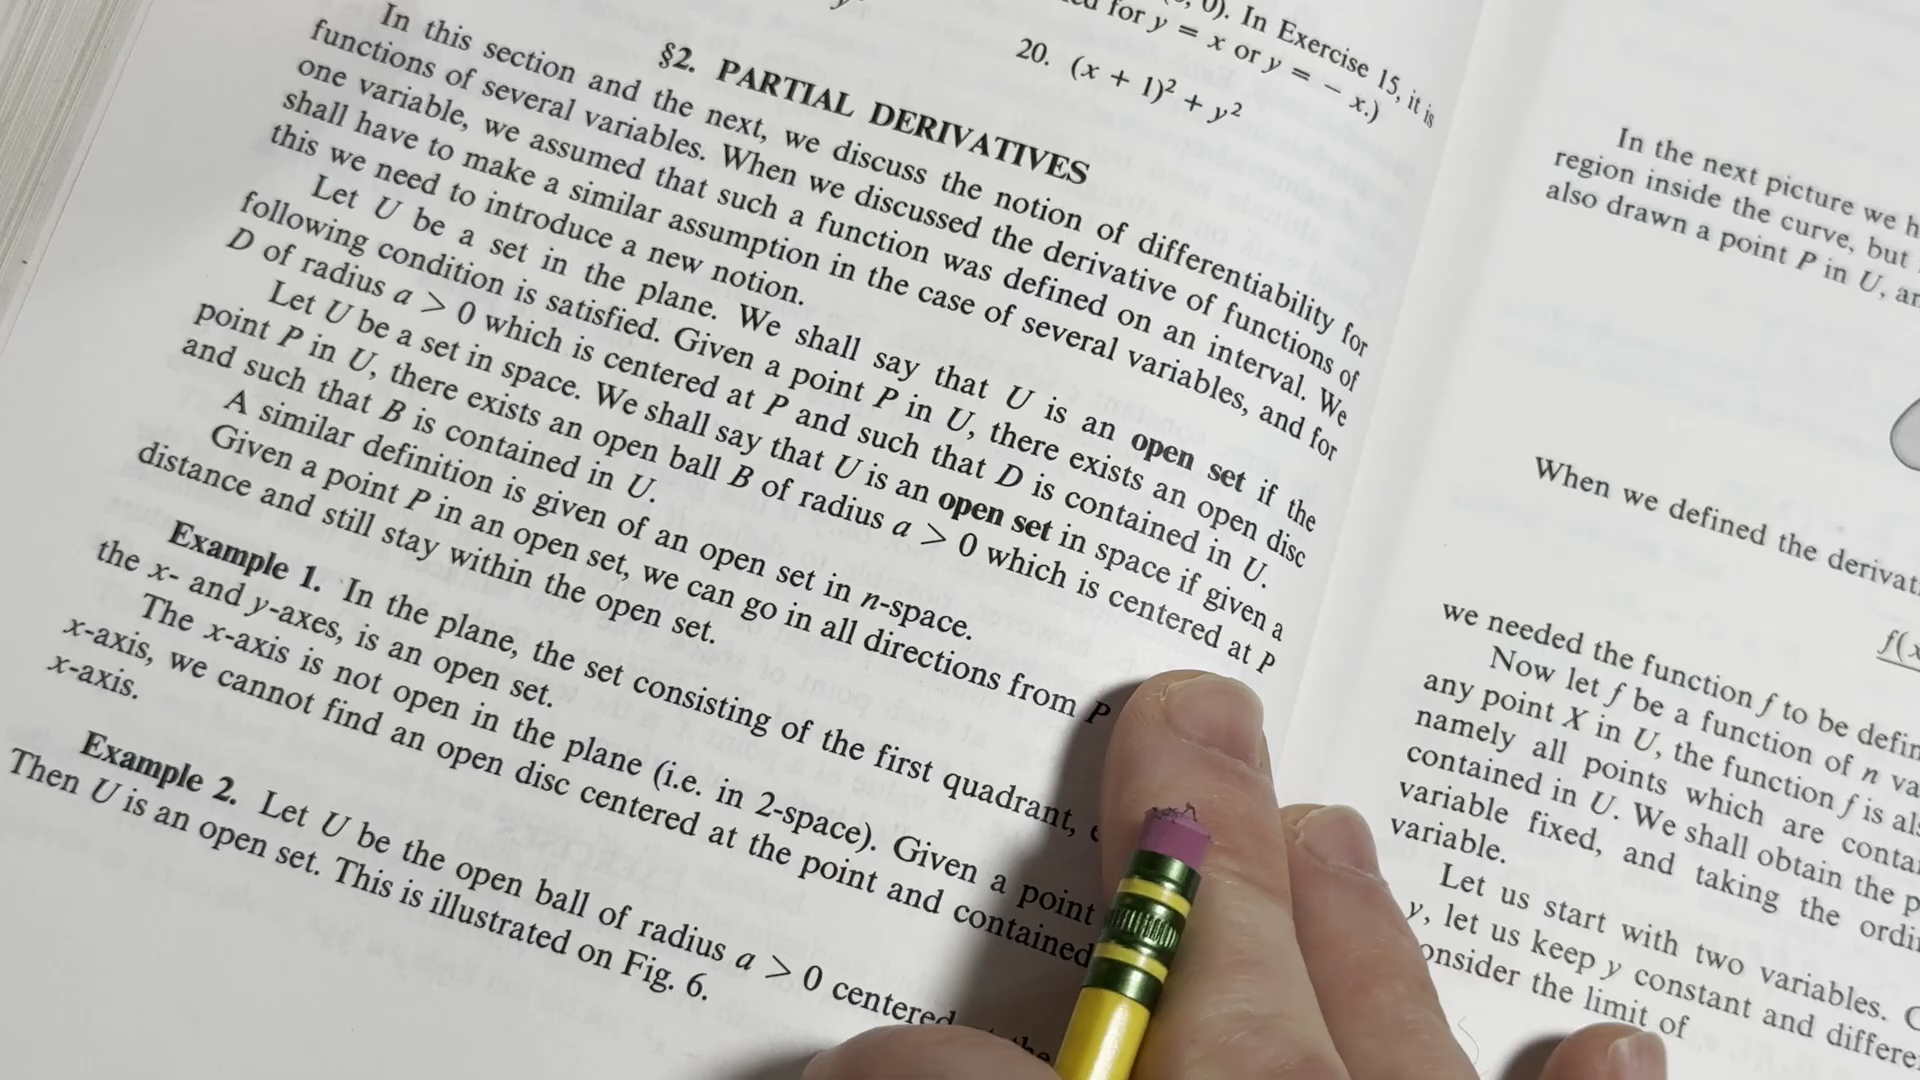 , 0). In Exercise 15, it is
for y = x or y = − x.)
20. (x + 1)² + y²
§2. PARTIAL DERIVATIVES
In this section and the next, we discuss the notion of differentiability for
functions of several variables. When we discussed the derivative of functions of
one variable, we assumed that such a function was defined on an interval. We
shall have to make a similar assumption in the case of several variables, and for
this we need to introduce a new notion.
Let U be a set in the plane. We shall say that U is an open set if the
following condition is satisfied. Given a point P in U, there exists an open disc
D of radius a > 0 which is centered at P and such that D is contained in U.
Let U be a set in space. We shall say that U is an open set in space if given a
point P in U, there exists an open ball B of radius a > 0 which is centered at P
and such that B is contained in U.
A similar definition is given of an open set in n-space.
Given a point P in an open set, we can go in all directions from P
distance and still stay within the open set.
Example 1. In the plane, the set consisting of the first quadrant,
the x- and y-axes, is an open set.
The x-axis is not open in the plane (i.e. in 2-space). Given a point
x-axis, we cannot find an open disc centered at the point and contained
x-axis.
Example 2. Let U be the open ball of radius a > 0 centered the
Then U is an open set. This is illustrated on Fig. 6.
In the next picture we
region inside the curve, but
also drawn a point P in U,
When we defined the
f(x
we needed the function f to be
Now let f be a function of n
any point X in U, the function f is
namely all points which are
contained in U. We shall obtain the
variable fixed, and taking the
variable.
Let us start with two variables.
y, let us keep y constant and
the limit of